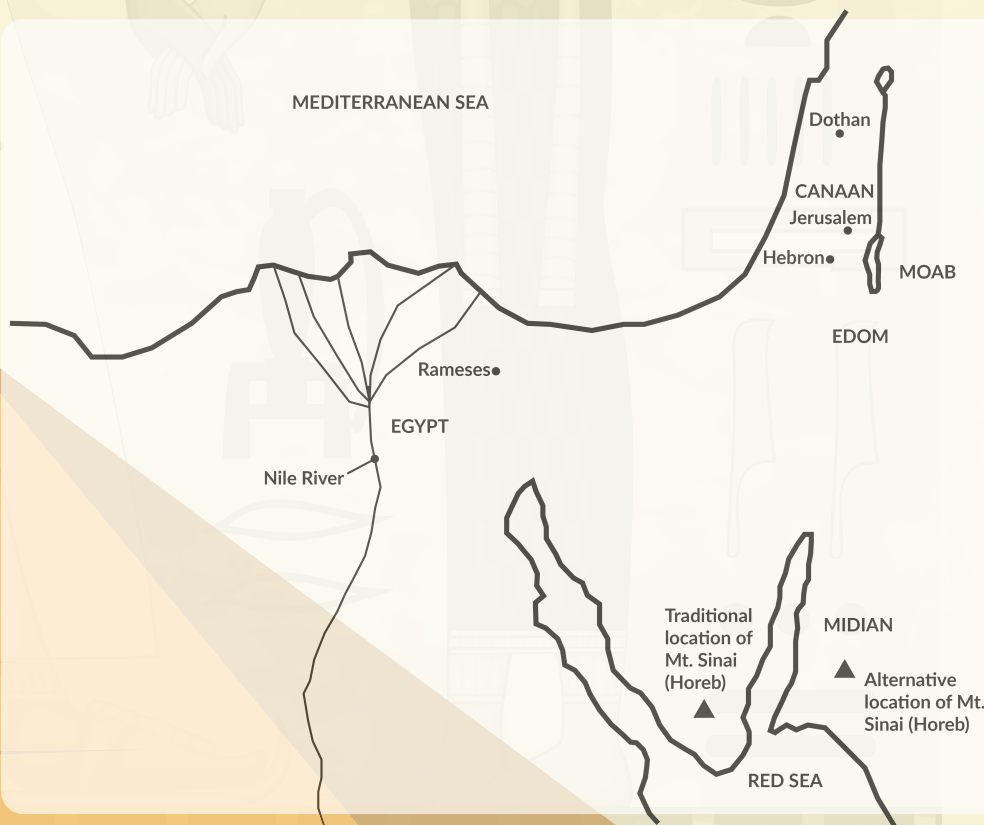 MEDITERRANEAN SEA
Dothan
CANAAN
Jerusalem
Hebron
MOAB
EDOM
Rameses
EGYPT
Nile River
Traditional
location of
Mt. Sinai
(Horeb)
MIDIAN
Alternative
location of Mt.
Sinai (Horeb)
RED SEA